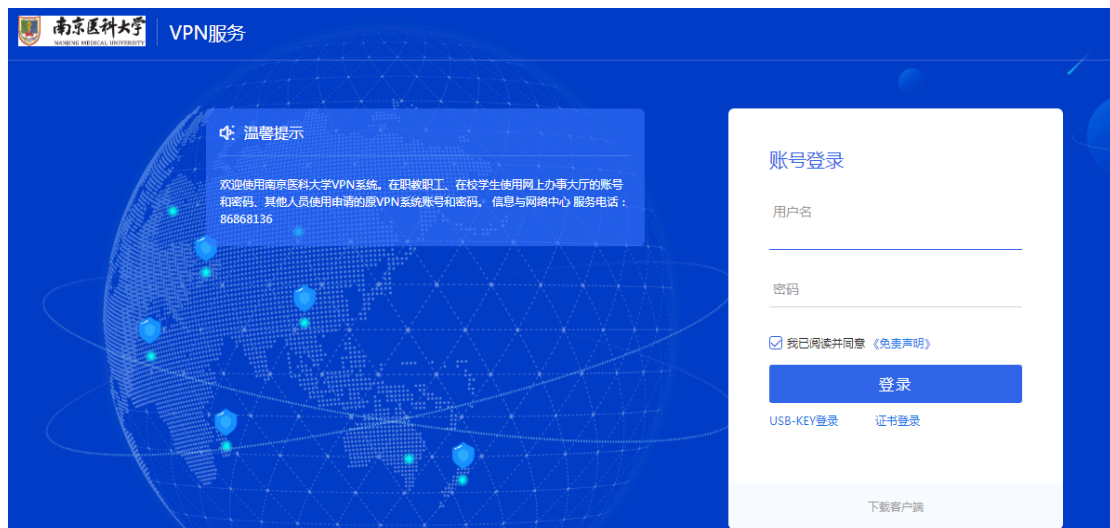 南京医科大学
NANJING MEDICAL UNIVERSITY
VPN服务
温馨提示
欢迎使用南京医科大学VPN系统。在职教职工、在校学生使用网上办事大厅的账号
和密码、其他人员使用申请的原VPN系统账号和密码。 信息与网络中心 服务电话：
86868136
账号登录
用户名
密码
我已阅读并同意 《免责声明》
登录
USB-KEY登录 证书登录
下载客户端